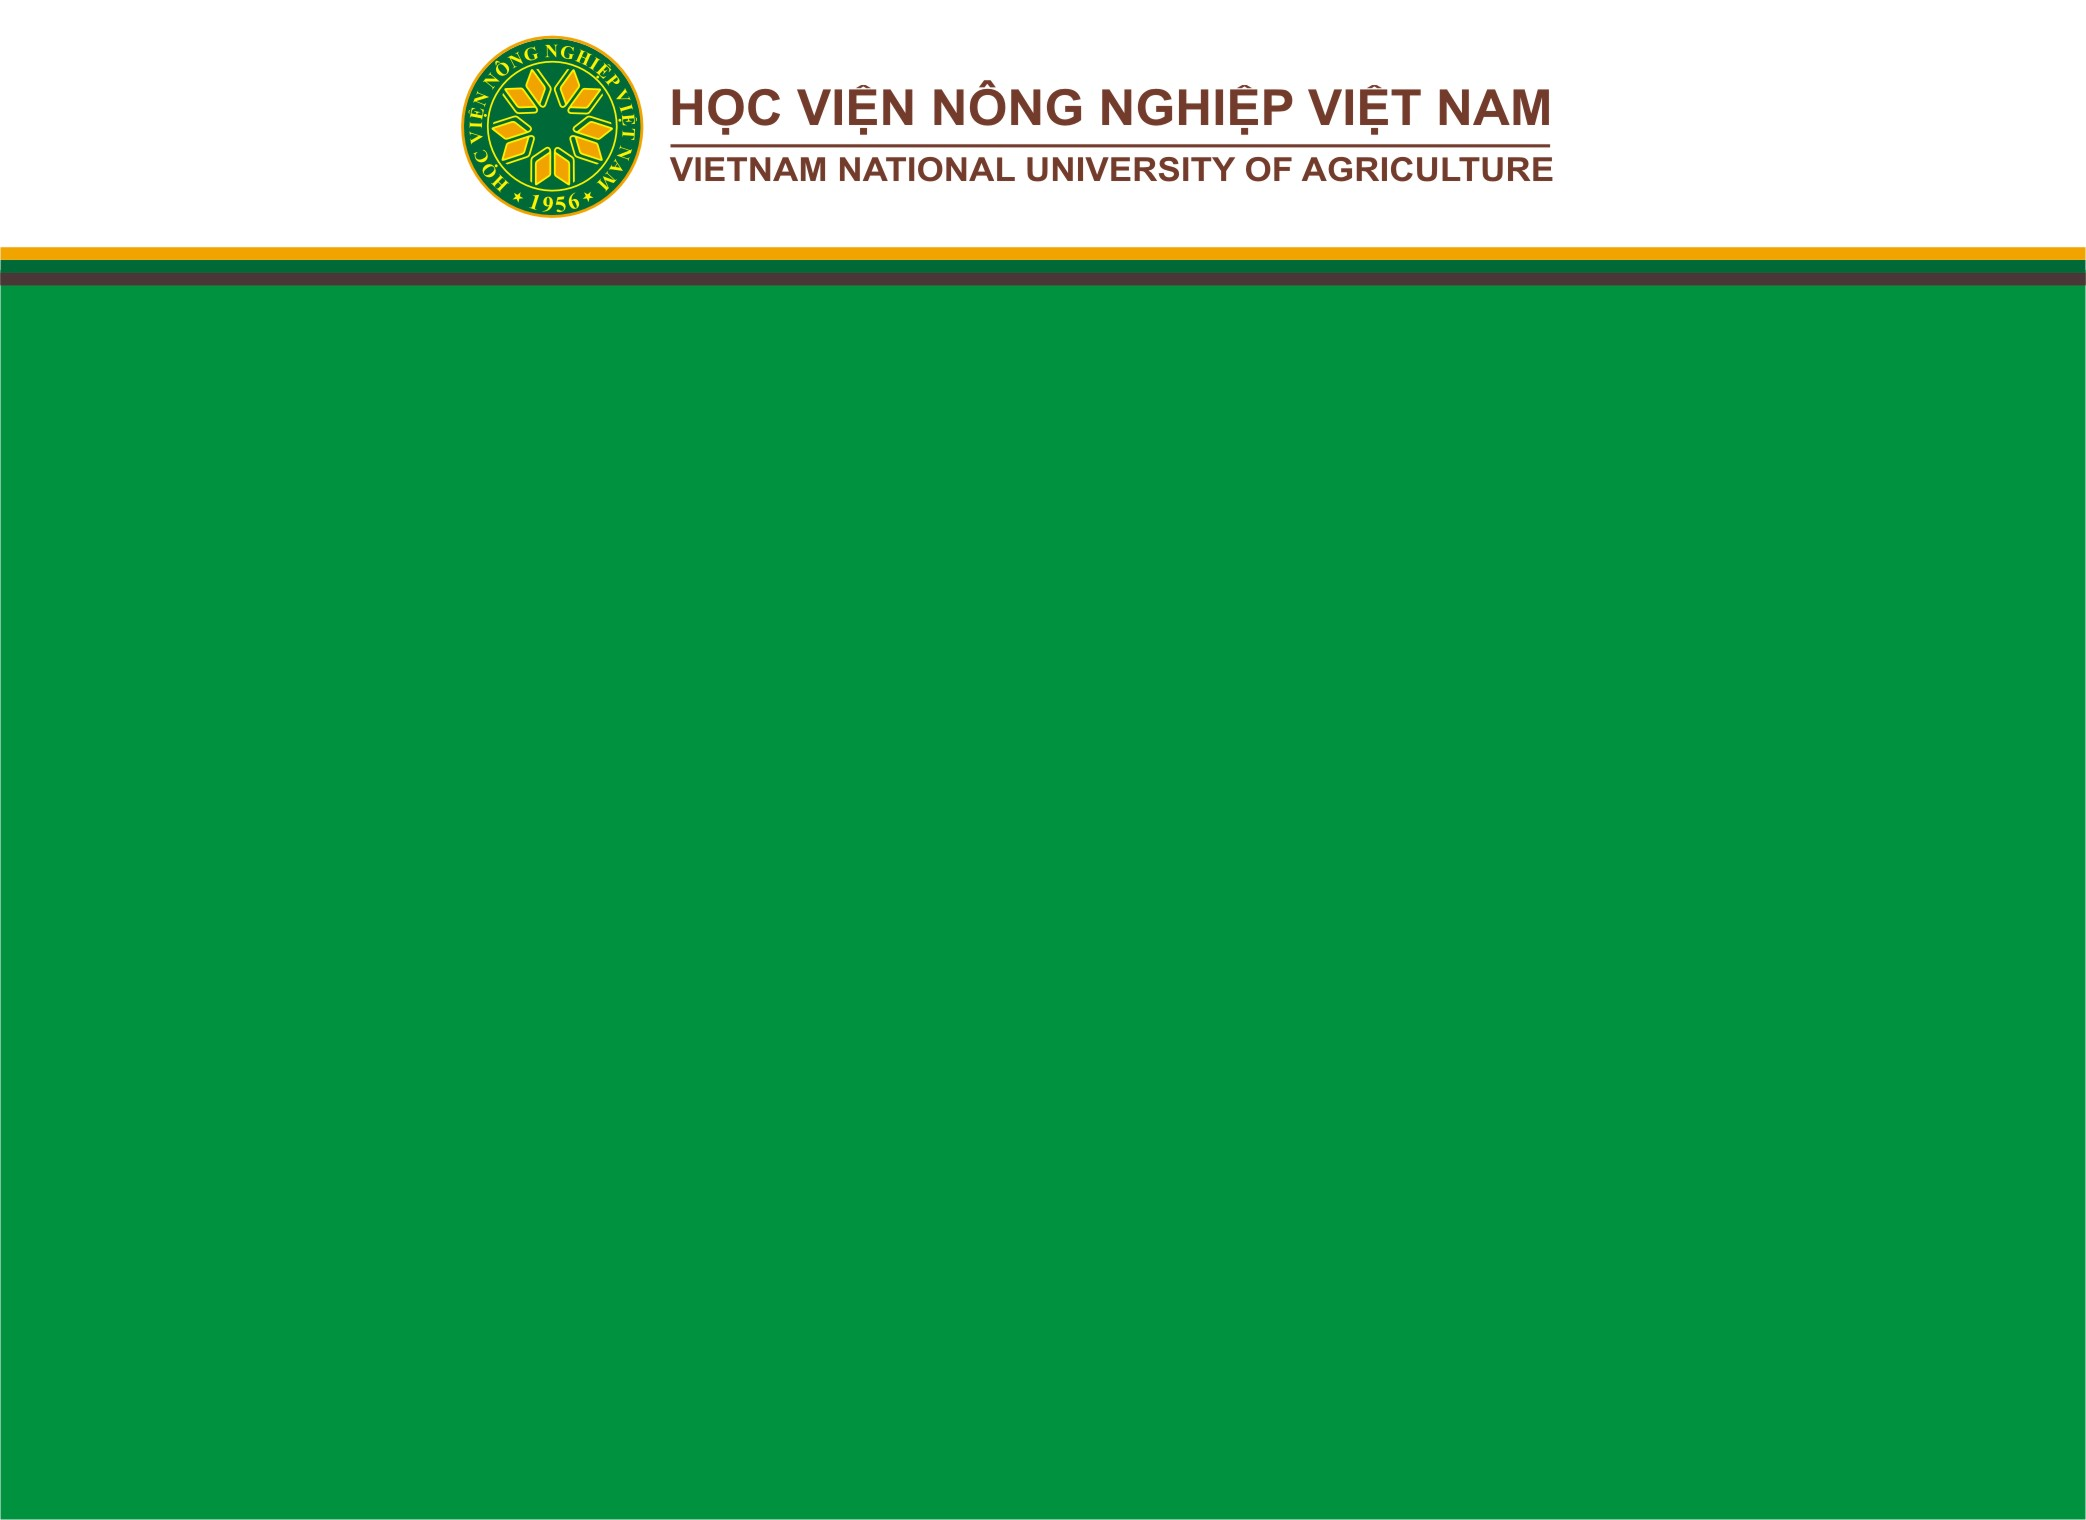 HỌC VIỆN NÔNG NGHIỆP VIỆT NAM
★ 1956 ★
HỌC VIỆN NÔNG NGHIỆP VIỆT NAM
VIETNAM NATIONAL UNIVERSITY OF AGRICULTURE